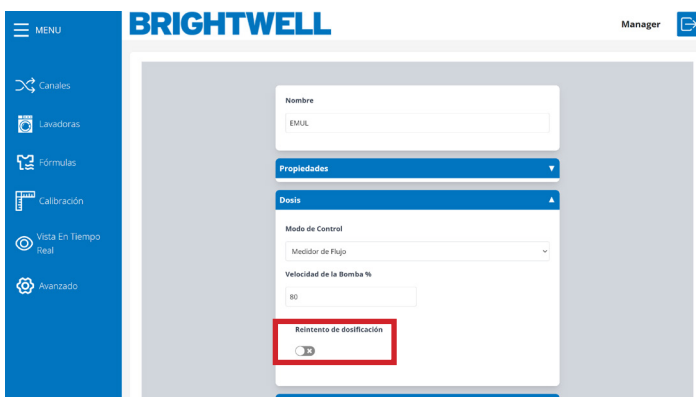 MENU
BRIGHTWELL
Manager
Canales
Lavadoras
Fórmulas
Calibración
Vista En Tiempo
Real
Avanzado
Nombre
EMUL
Propiedades
Dosis
Modo de Control
Medidor de Flujo
Velocidad de la Bomba %
80
Reintento de dosificación